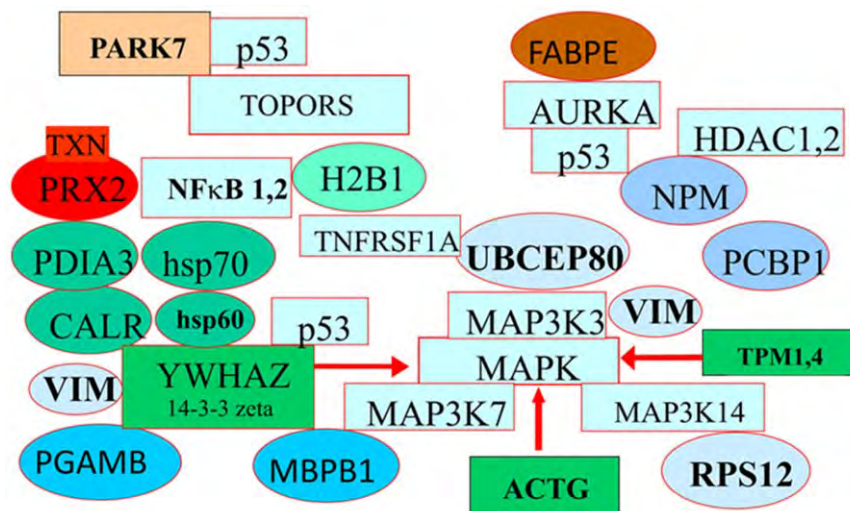 PARK7
p53
FABPE
TOPORS
AURKA
TXN
p53
HDAC1,2
PRX2
NFκB 1,2
H2B1
NPM
TNFRSF1A
PDIA3
hsp70
UBCEP80
PCBP1
CALR
hsp60
p53
MAP3K3
VIM
VIM
YWHAZ
14-3-3 zeta
MAPK
TPM1,4
MAP3K7
MAP3K14
PGAMB
MBPB1
ACTG
RPS12